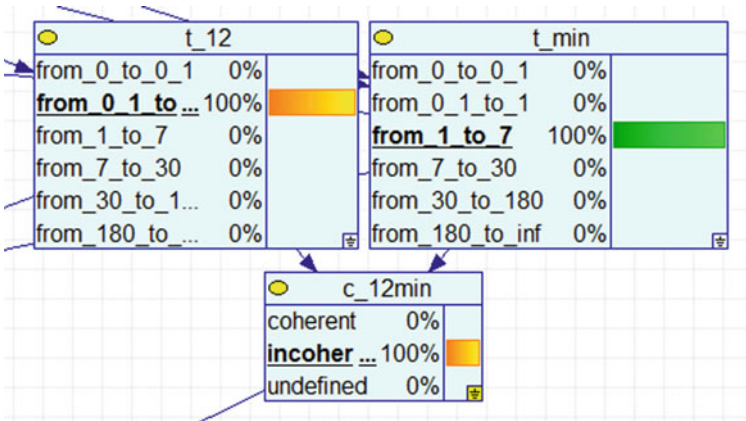 t_12
from_0_to_0_1 0%
from_0_1_to ... 100%
from_1_to_7 0%
from_7_to_30 0%
from_30_to_1... 0%
from_180_to_... 0%
t_min
from_0_to_0_1 0%
from_0_1_to_1 0%
from_1_to_7 100%
from_7_to_30 0%
from_30_to_180 0%
from_180_to_inf 0%
c_12min
coherent 0%
incoher ... 100%
undefined 0%